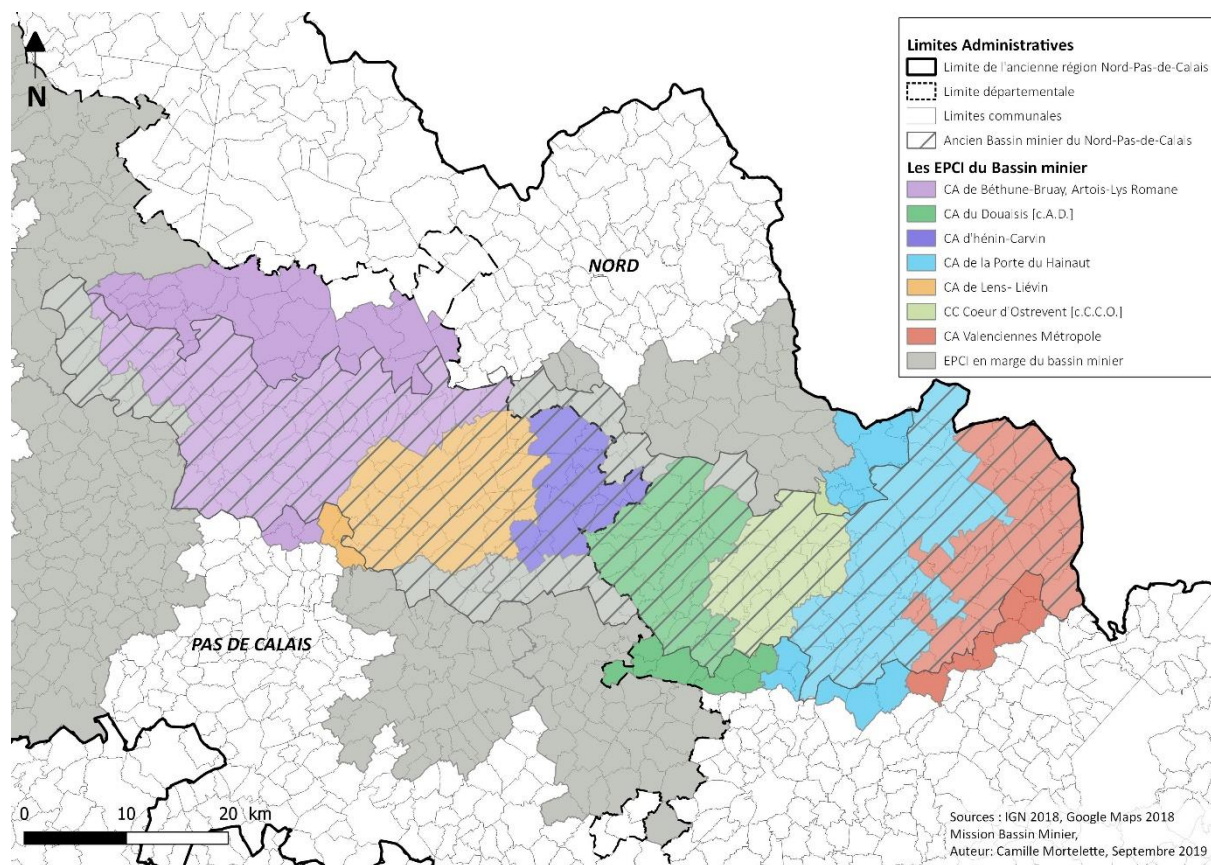 N
NORD
PAS DE CALAIS
0 10 20 km
Limites Administratives
Limite de l'ancienne région Nord-Pas-de-Calais
Limite départementale
Limites communales
Ancien Bassin minier du Nord-Pas-de-Calais
Les EPCI du Bassin minier
CA de Béthune-Bruay, Artois-Lys Romane
CA du Douaisis [c.A.D.]
CA d'hénin-Carvin
CA de la Porte du Hainaut
CA de Lens- Liévin
CC Coeur d'Ostrevent [c.C.C.O.]
CA Valenciennes Métropole
EPCI en marge du bassin minier
Sources : IGN 2018, Google Maps 2018
Mission Bassin Minier,
Auteur: Camille Mortelette, Septembre 2019